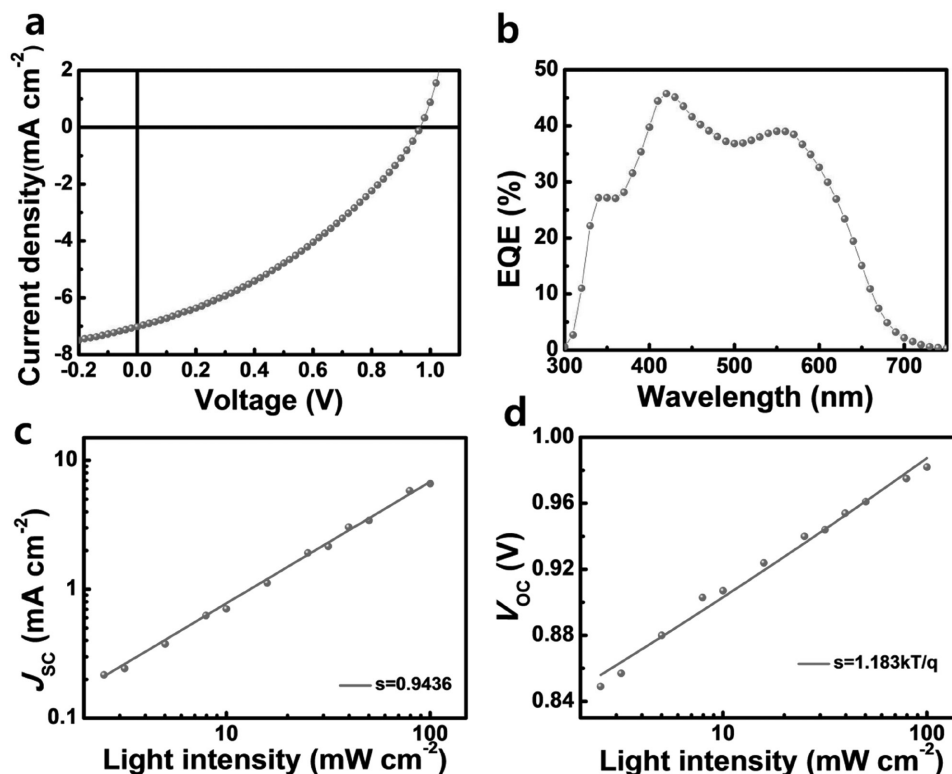 a
Current density(mA cm⁻²)
2
0
-2
-4
-6
-8
-0.2 0.0 0.2 0.4 0.6 0.8 1.0
Voltage (V)
b
EQE (%)
50
40
30
20
10
0
300 400 500 600 700
Wavelength (nm)
c
J_SC (mA cm⁻²)
10
1
0.1
s=0.9436
10 100
Light intensity (mW cm⁻²)
d
V_OC (V)
1.00
0.96
0.92
0.88
0.84
s=1.183kT/q
10 100
Light intensity (mW cm⁻²)